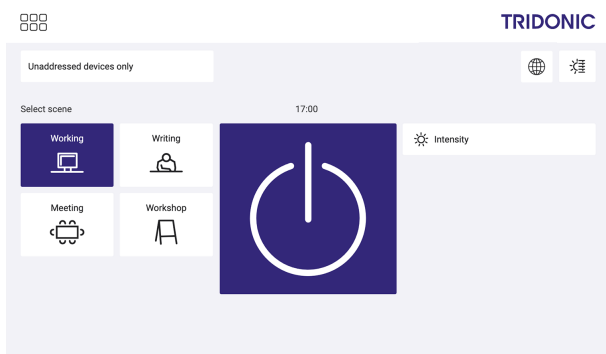 TRIDONIC
Unaddressed devices only
Select scene
17:00
Working
Writing
Intensity
Meeting
Workshop